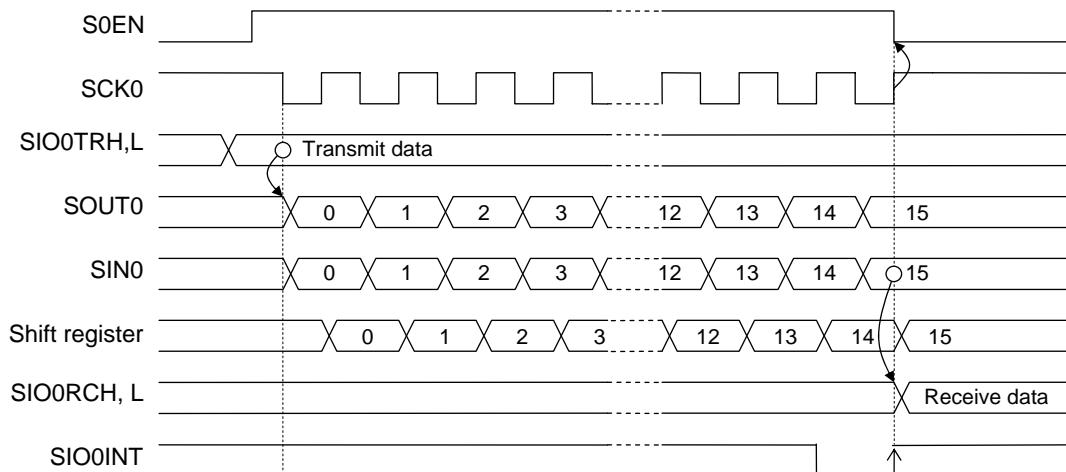 S0EN
SCK0
SIO0TRH,L
Transmit data
SOUT0
0 1 2 3 12 13 14 15
SIN0
0 1 2 3 12 13 14 15
Shift register
0 1 2 3 12 13 14 15
SIO0RCH, L
Receive data
SIO0INT